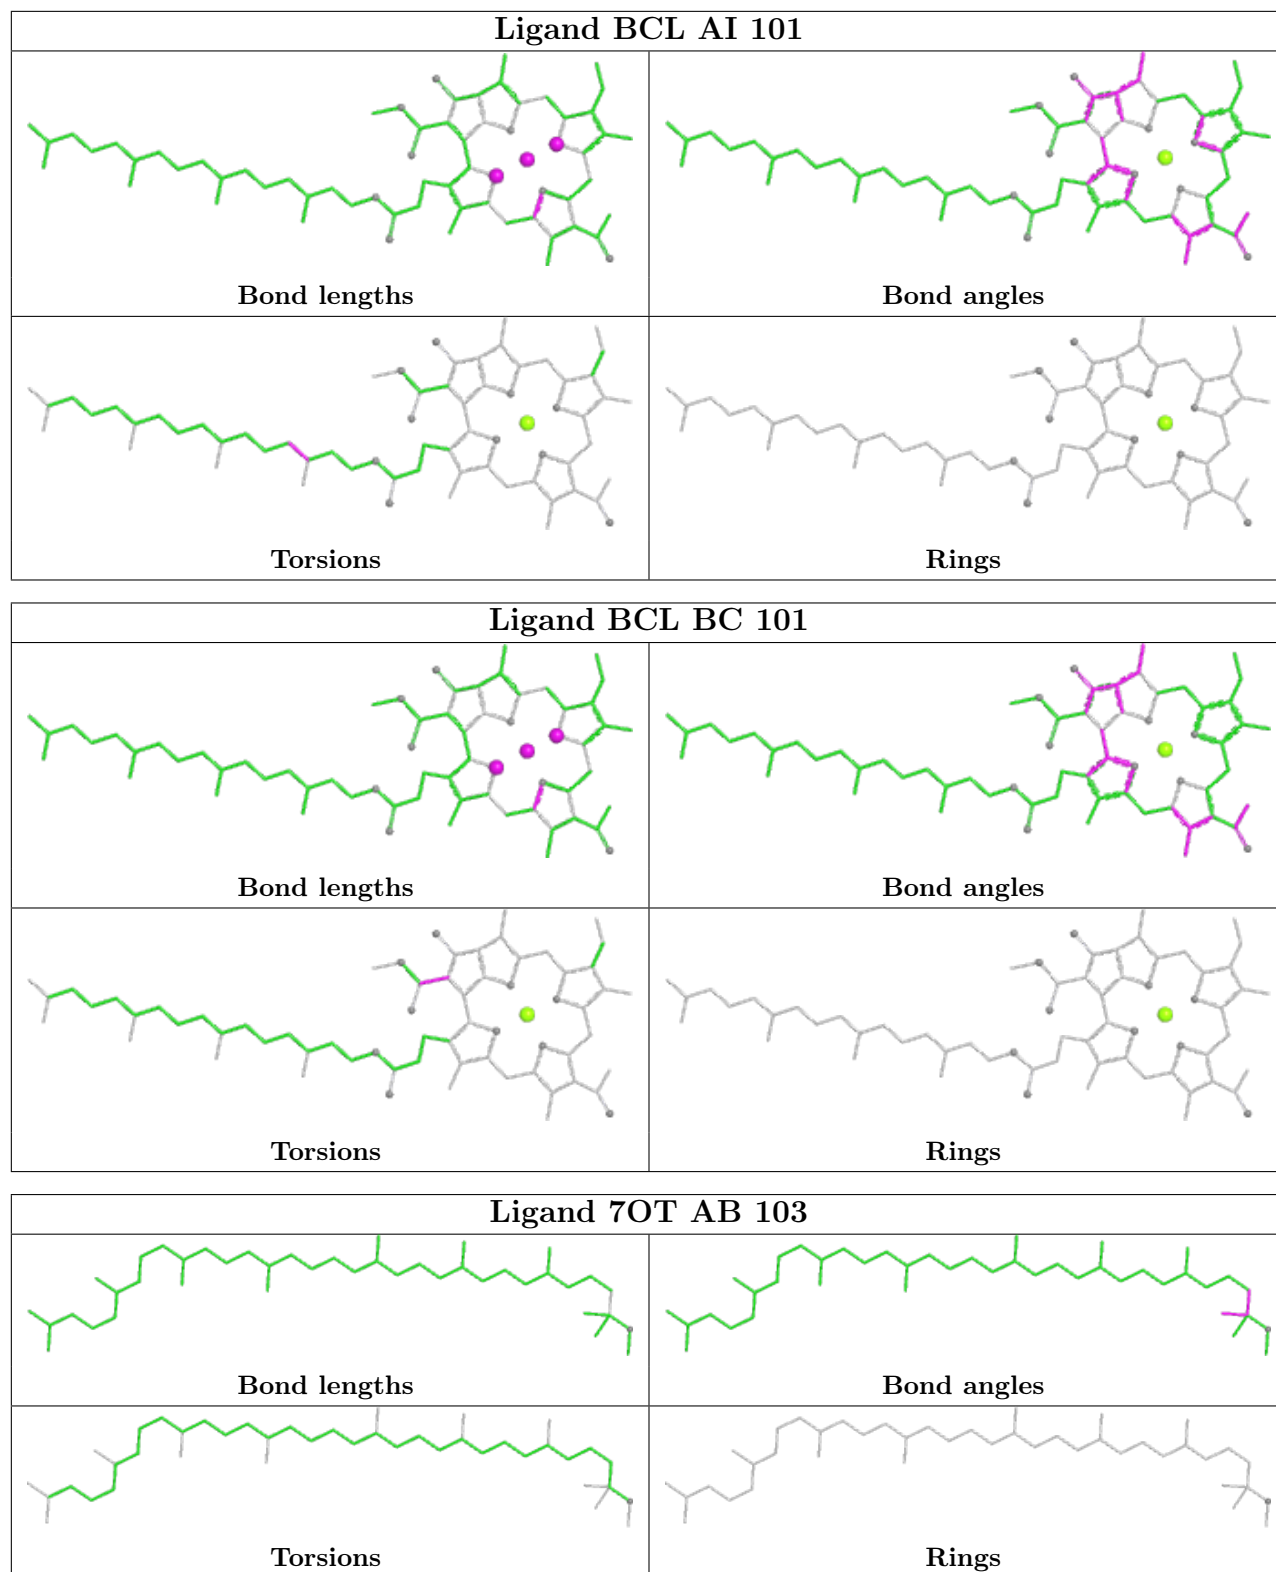 Ligand BCL AI 101
Bond lengths
Bond angles
Torsions
Rings
Ligand BCL BC 101
Bond lengths
Bond angles
Torsions
Rings
Ligand 7OT AB 103
Bond lengths
Bond angles
Torsions
Rings